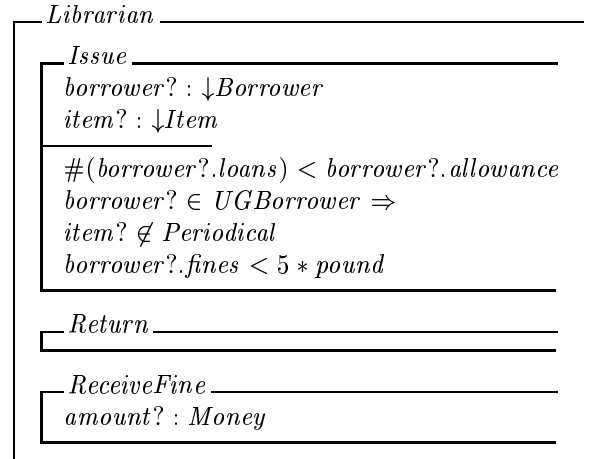 Librarian
Issue
borrower? : ↓Borrower
item? : ↓Item
#(borrower?.loans) < borrower?.allowance
borrower? ∈ UGBorrower ⇒
item? ∉ Periodical
borrower?.fines < 5 * pound
Return
ReceiveFine
amount? : Money